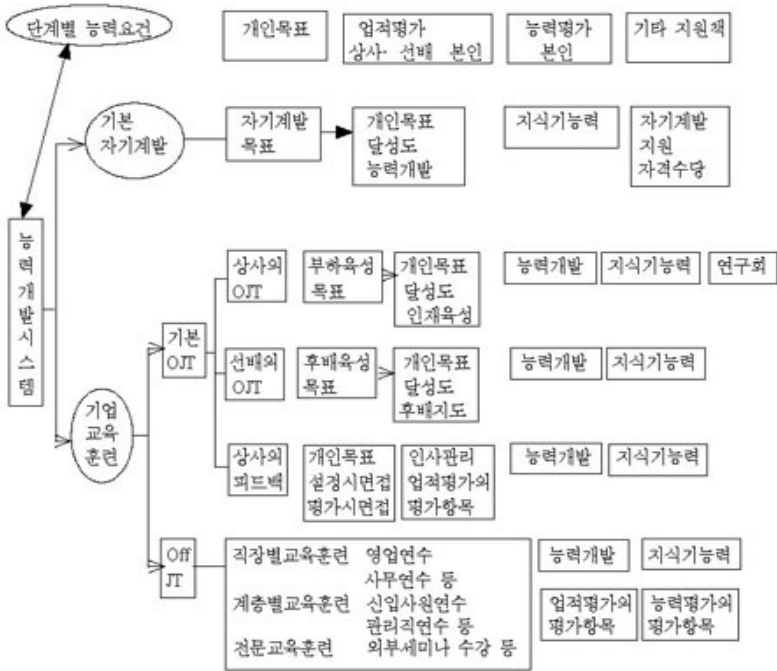 단계별 능력요건
개인목표
업적평가
상사· 선배 본인
능력평가
본인
기타 지원책
기본
자기계발
자기계발
목표
개인목표
달성도
능력개발
지식기능력
자기계발
지원
자격수당
능
력
개
발
시
스
템
상사의
OJT
부하육성
목표
개인목표
달성도
인재육성
능력개발
지식기능력
연구회
기본
OJT
선배의
OJT
후배육성
목표
개인목표
달성도
후배지도
능력개발
지식기능력
기업
교육
훈련
상사의
피드백
개인목표
설정시면접
평가시면접
인사관리
업적평가의
평가항목
능력개발
지식기능력
Off
JT
직장별교육훈련 영업연수
사무연수 등
계층별교육훈련 신입사원연수
관리직연수 등
전문교육훈련 외부세미나 수강 등
능력개발
지식기능력
업적평가의
평가항목
능력평가의
평가항목